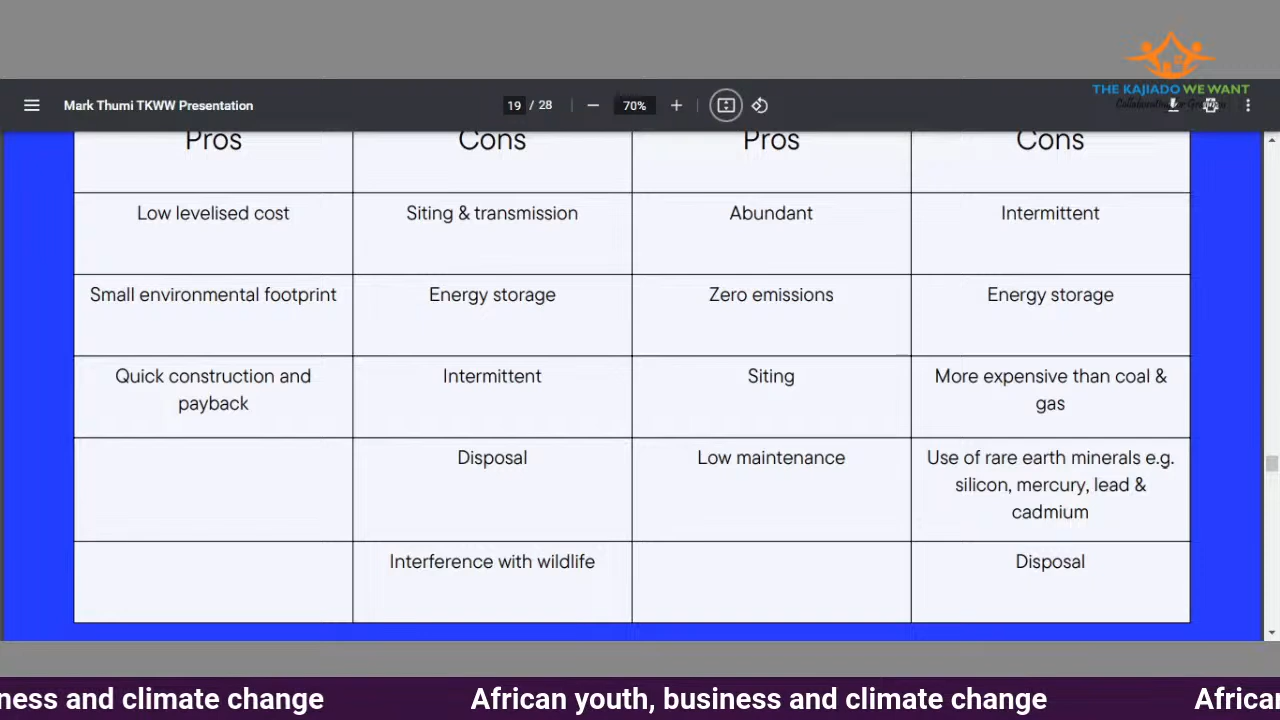 THE KAJIADO WE WANT
Mark Thumi TKWW Presentation
19 / 28
70%
Pros
Cons
Pros
Cons
Low levelised cost
Siting & transmission
Abundant
Intermittent
Small environmental footprint
Energy storage
Zero emissions
Energy storage
Quick construction and
payback
Intermittent
Siting
More expensive than coal &
gas
Disposal
Low maintenance
Use of rare earth minerals e.g.
silicon, mercury, lead &
cadmium
Interference with wildlife
Disposal
ness and climate change
African youth, business and climate change
Africa